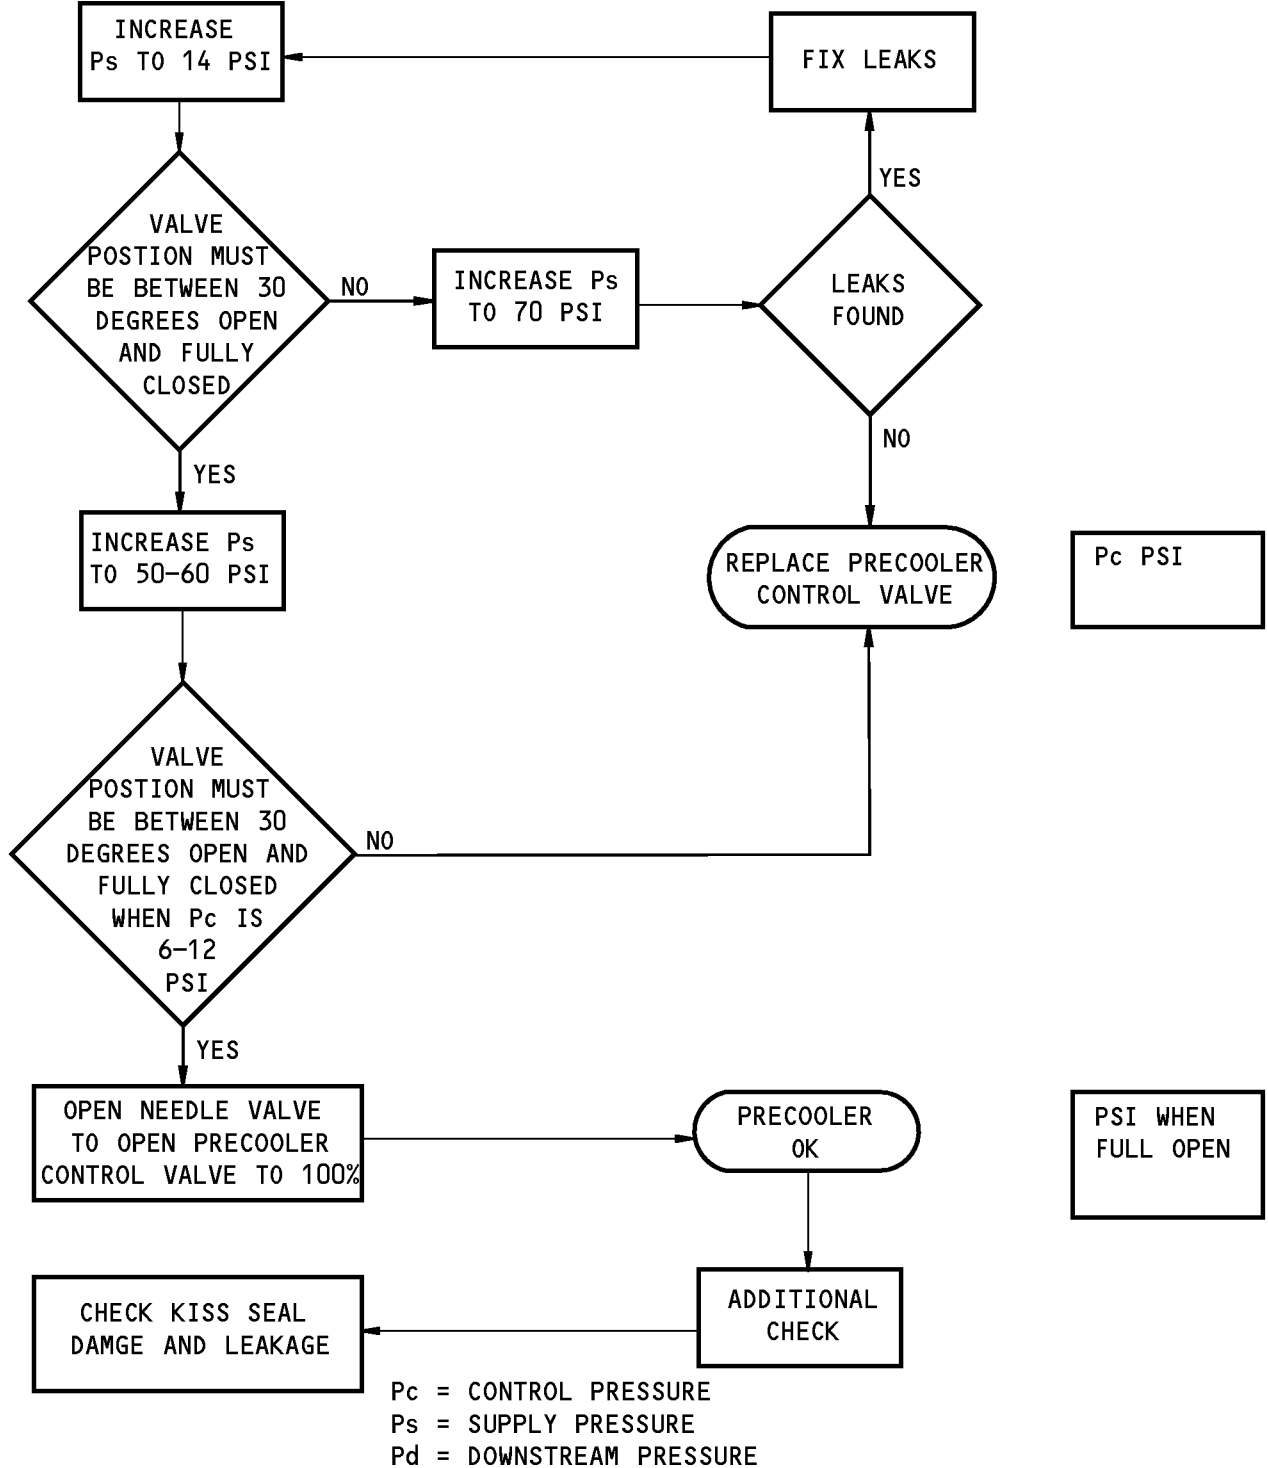 INCREASE
Ps TO 14 PSI
FIX LEAKS
YES
VALVE
POSTION MUST
BE BETWEEN 30
DEGREES OPEN
AND FULLY
CLOSED
NO
INCREASE Ps
TO 70 PSI
LEAKS
FOUND
NO
YES
INCREASE Ps
TO 50-60 PSI
REPLACE PRECOOLER
CONTROL VALVE
Pc PSI
VALVE
POSTION MUST
BE BETWEEN 30
DEGREES OPEN AND
FULLY CLOSED
WHEN Pc IS
6-12
PSI
NO
YES
OPEN NEEDLE VALVE
TO OPEN PRECOOLER
CONTROL VALVE TO 100%
PRECOOLER
OK
PSI WHEN
FULL OPEN
ADDITIONAL
CHECK
CHECK KISS SEAL
DAMGE AND LEAKAGE
Pc = CONTROL PRESSURE
Ps = SUPPLY PRESSURE
Pd = DOWNSTREAM PRESSURE